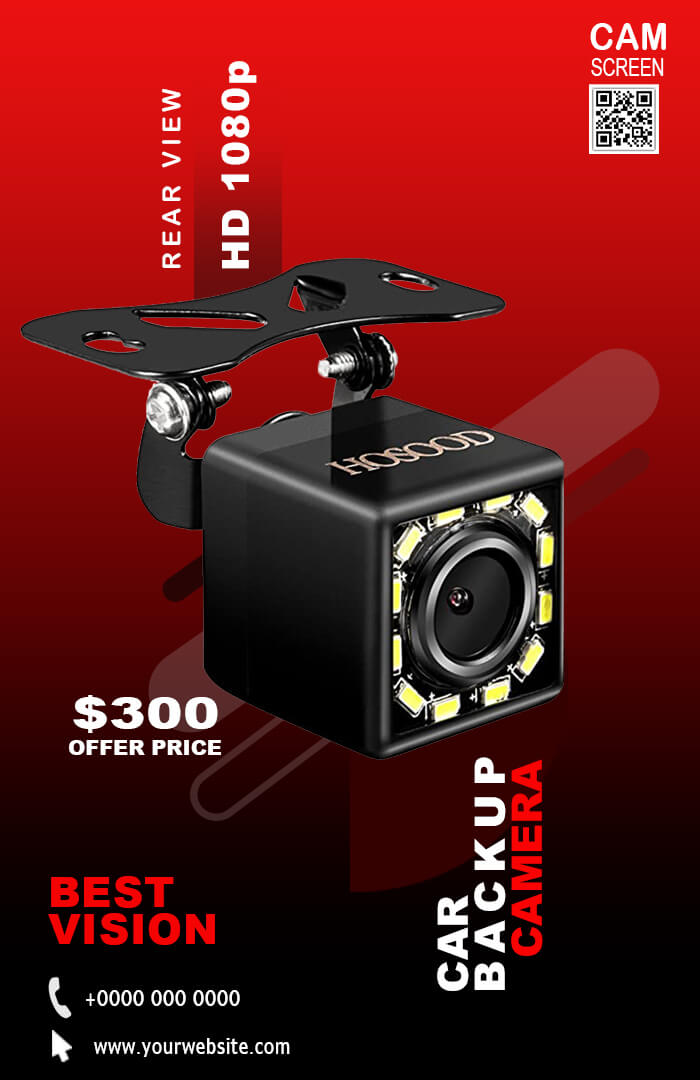 CAM
SCREEN
REAR VIEW
HD 1080p
HOSOOD
$300
OFFER PRICE
CAR
BACKUP
CAMERA
BEST
VISION
+0000 000 0000
www.yourwebsite.com